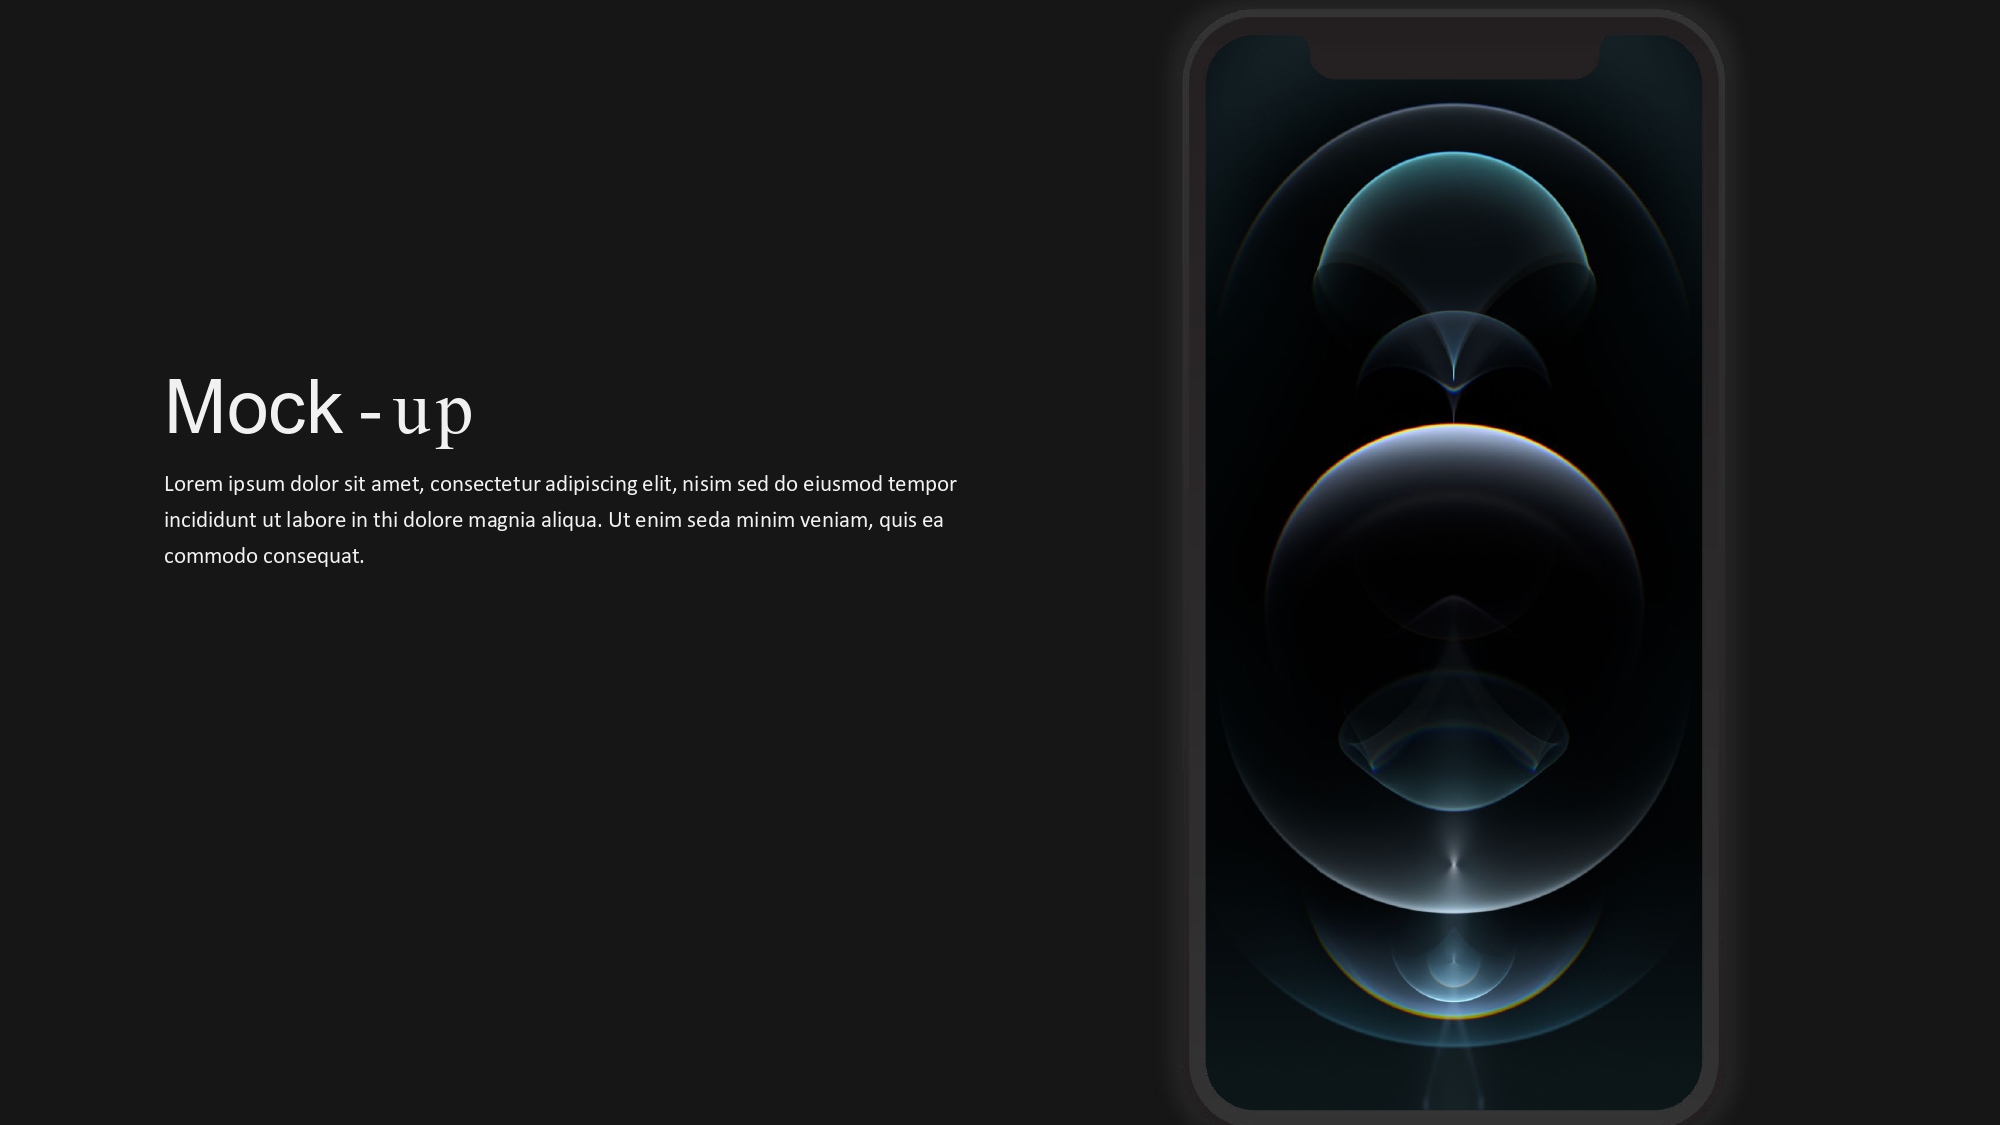 Mock-up
Lorem ipsum dolor sit amet, consectetur adipiscing elit, nisim sed do eiusmod tempor
incididunt ut labore in thi dolore magnia aliqua. Ut enim seda minim veniam, quis ea
commodo consequat.